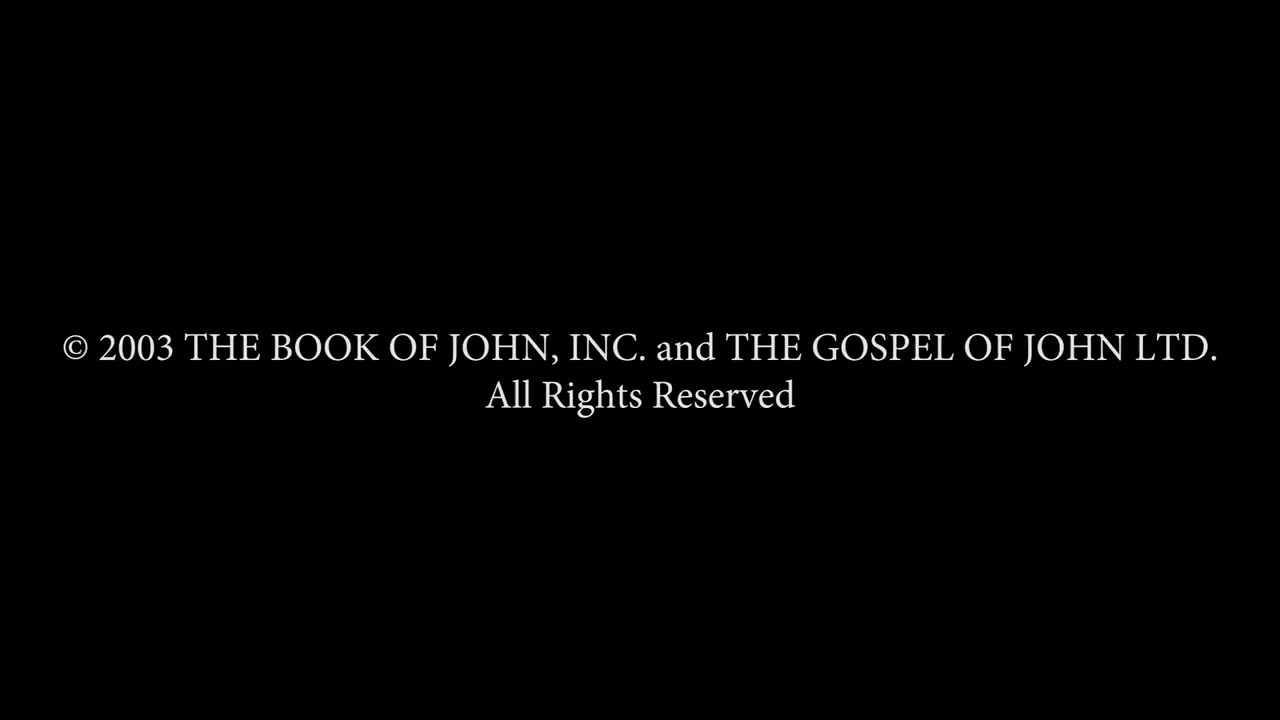 © 2003 THE BOOK OF JOHN, INC. and THE GOSPEL OF JOHN LTD.
All Rights Reserved